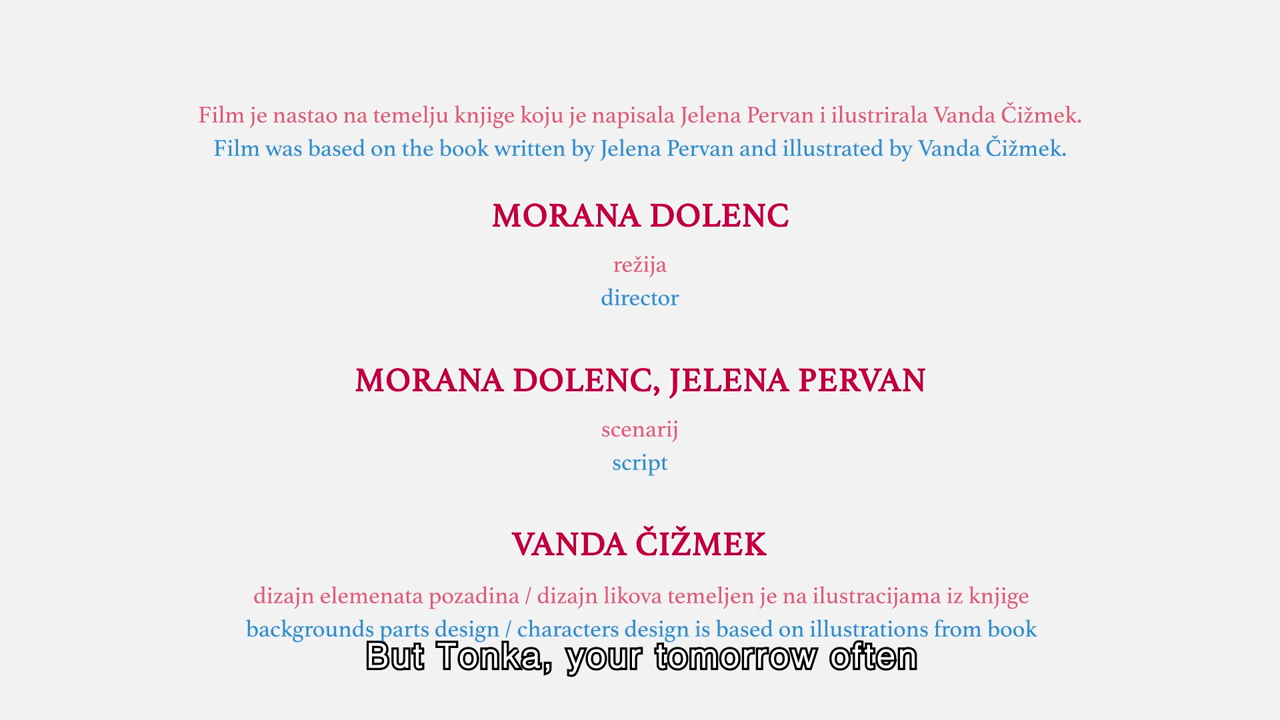 Film je nastao na temelju knjige koju je napisala Jelena Pervan i ilustrirala Vanda Čižmek.
Film was based on the book written by Jelena Pervan and illustrated by Vanda Čižmek.
MORANA DOLENC
režija
director
MORANA DOLENC, JELENA PERVAN
scenarij
script
VANDA ČIŽMEK
dizajn elemenata pozadina / dizajn likova temeljen je na ilustracijama iz knjige
backgrounds parts design / characters design is based on illustrations from book
But Tonka, your tomorrow often